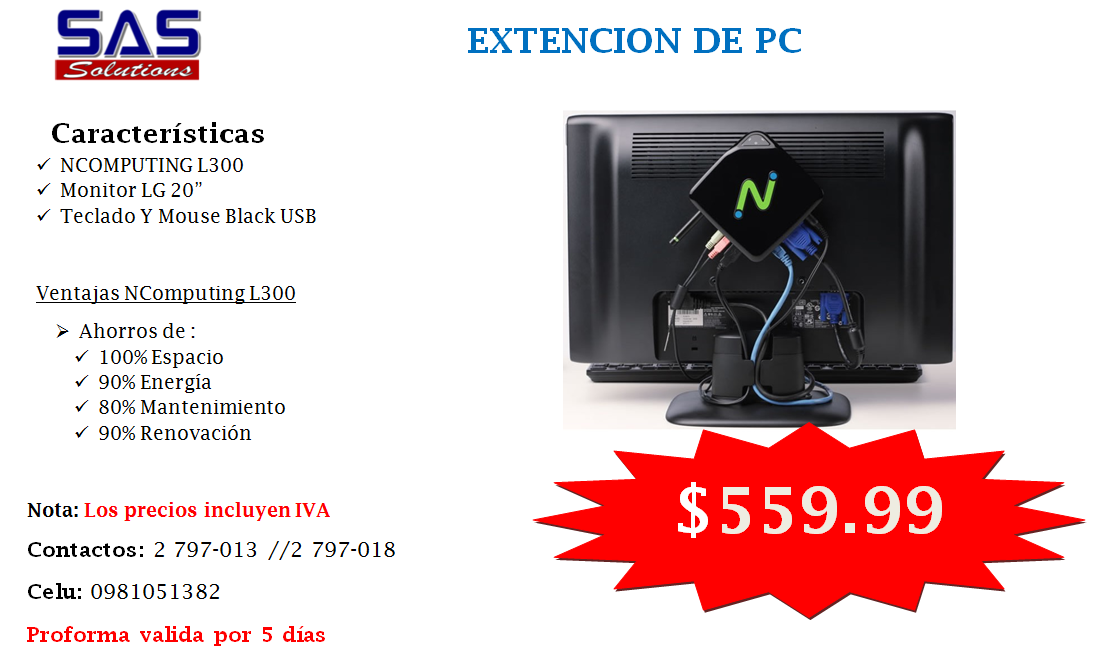 SAS
Solutions
EXTENCION DE PC
Características
✓ NCOMPUTING L300
✓ Monitor LG 20”
✓ Teclado Y Mouse Black USB
Ventajas NComputing L300
➢ Ahorros de :
✓ 100% Espacio
✓ 90% Energía
✓ 80% Mantenimiento
✓ 90% Renovación
N
$559.99
Nota: Los precios incluyen IVA
Contactos: 2 797-013 //2 797-018
Celu: 0981051382
Proforma valida por 5 días